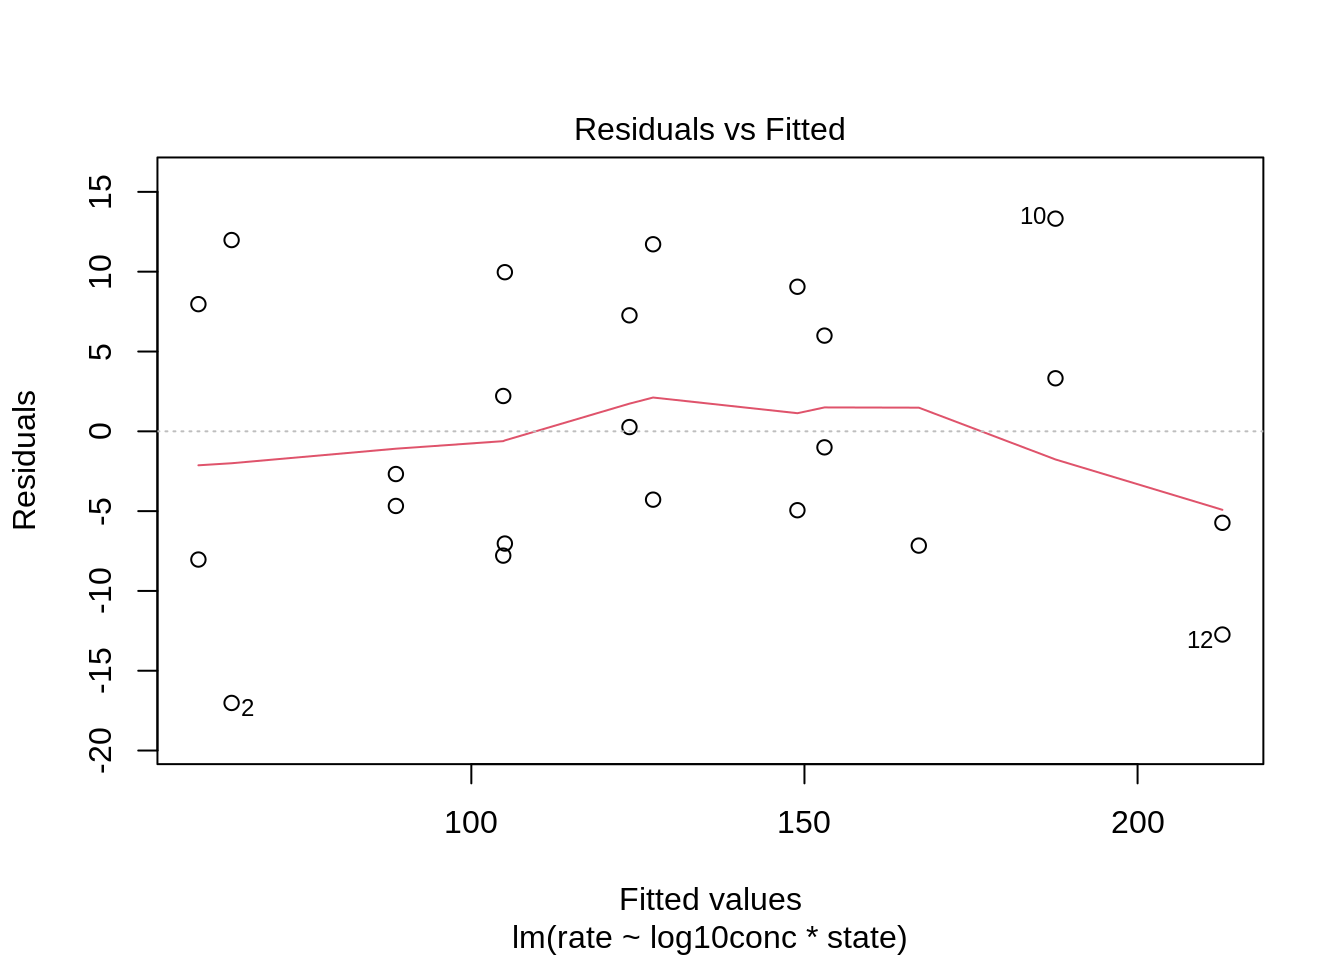 Residuals vs Fitted
Residuals
15
10
5
0
-5
-10
-15
-20
10
12
2
100 150 200
Fitted values
lm(rate ~ log10conc * state)